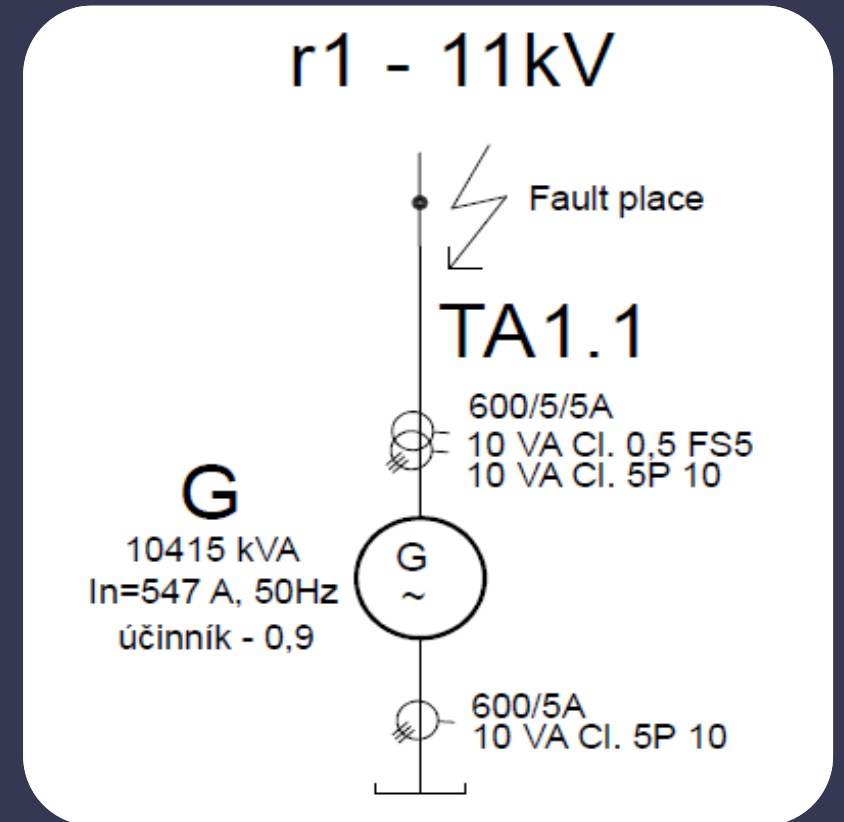 r1 - 11kV
Fault place
TA1.1
600/5/5A
10 VA Cl. 0,5 FS5
10 VA Cl. 5P 10
G
10415 kVA
In=547 A, 50Hz
účinník - 0,9
G
~
600/5A
10 VA Cl. 5P 10